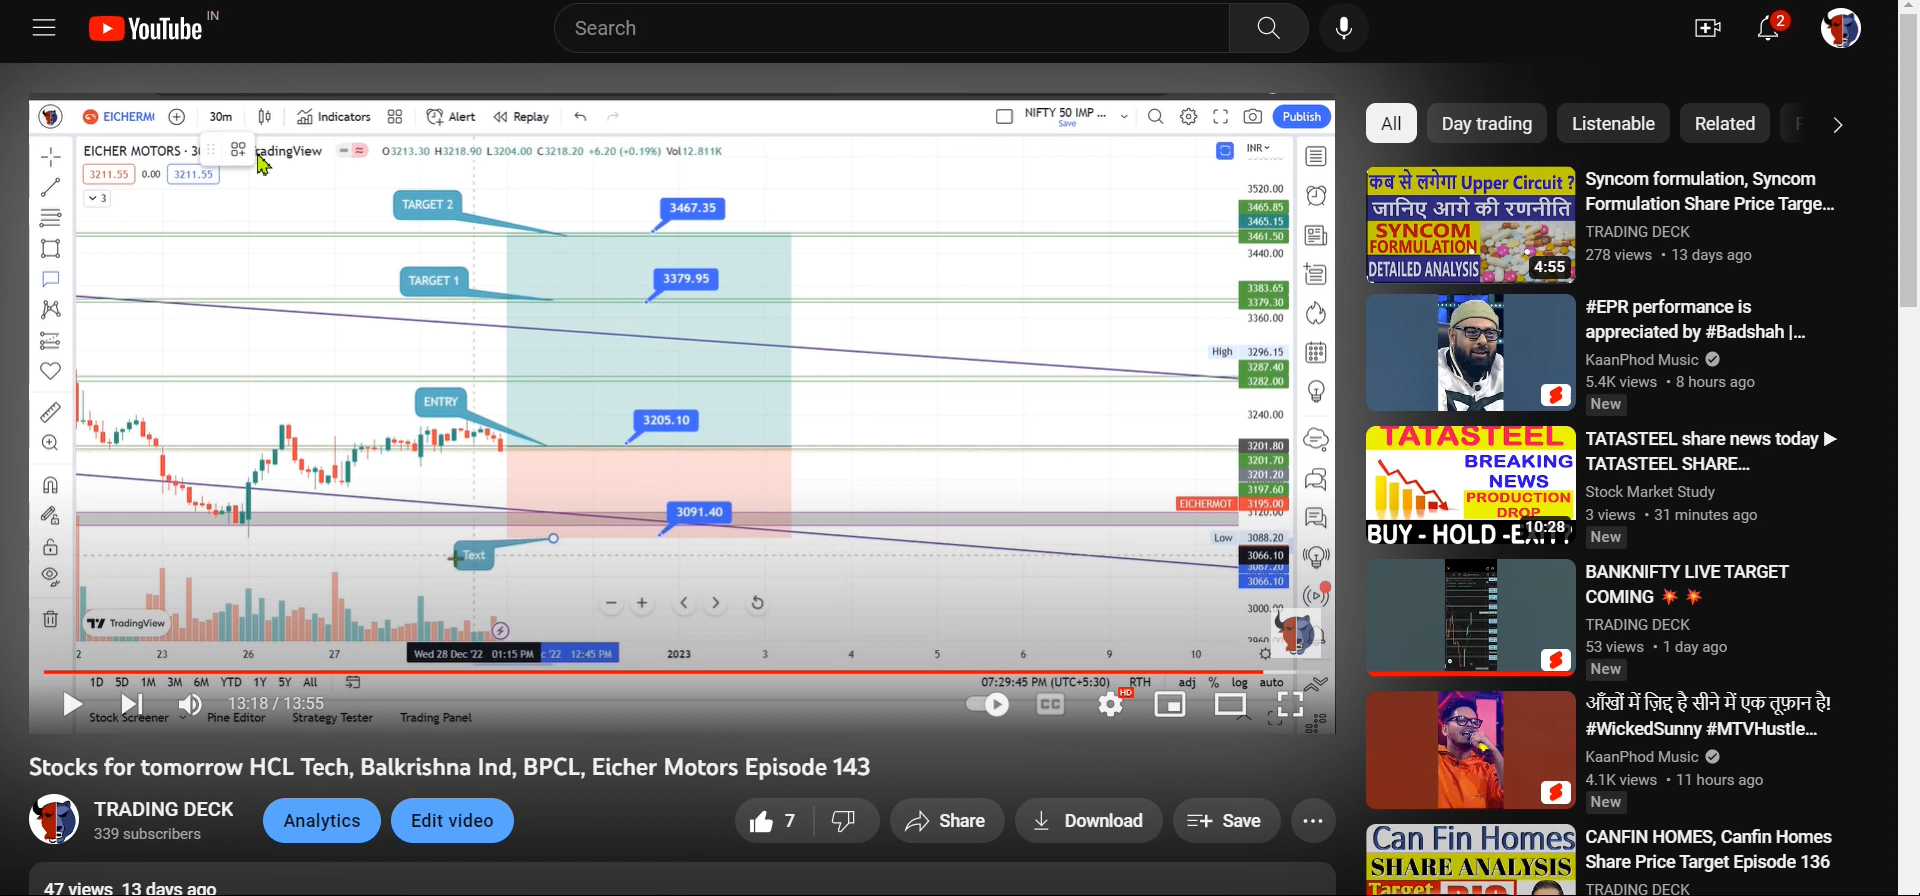 YouTube IN
Search
2
EICHERM
30m
Indicators
Alert
Replay
NIFTY 50 IMP ...
Save
Publish
EICHER MOTORS · 30
radingView
O3213.30 H3218.90 L3204.00 C3218.20 +6.20 (+0.19%) Vol12.811K
INR
3211.55 0.00 3211.55
3
TARGET 2
3467.35
TARGET 1
3379.95
ENTRY
3205.10
3091.40
Text
3520.00
3465.85
3465.15
3461.50
3440.00
3383.65
3379.30
3360.00
High 3296.15
3287.40
3282.00
3240.00
3201.80
3201.70
3201.20
3197.60
EICHERMOT 3195.00
3120.00
Low 3088.20
3066.10
3087.20
3066.10
3000.00
2960
TradingView
2 23 26 27
Wed 28 Dec '22 01:15 PM
c '22 12:45 PM
2023 3 4 5 6 9 10
1D 5D 1M 3M 6M YTD 1Y 5Y All
07:29:45 PM (UTC+5:30) RTH adj % log auto
13:18 / 13:55
CC
HD
Stock Screener Pine Editor Strategy Tester Trading Panel
Stocks for tomorrow HCL Tech, Balkrishna Ind, BPCL, Eicher Motors Episode 143
TRADING DECK
339 subscribers
Analytics
Edit video
7
Share
Download
Save
47 views 13 days ago
All
Day trading
Listenable
Related
कब से लगेगा Upper Circuit ?
जानिए आगे की रणनीति
SYNCOM
FORMULATION
DETAILED ANALYSIS
4:55
Syncom formulation, Syncom
Formulation Share Price Targe...
TRADING DECK
278 views • 13 days ago
#EPR performance is
appreciated by #Badshah |...
KaanPhod Music
5.4K views • 8 hours ago
New
TATASTEEL
BREAKING
NEWS
PRODUCTION
DROP
10:28
BUY - HOLD -EXIT?
TATASTEEL share news today ▶
TATASTEEL SHARE...
Stock Market Study
3 views • 31 minutes ago
New
BANKNIFTY LIVE TARGET
COMING 💥 💥
TRADING DECK
53 views • 1 day ago
New
आँखों में ज़िद्द है सीने में एक तूफ़ान है!
#WickedSunny #MTVHustle...
KaanPhod Music
4.1K views • 11 hours ago
New
Can Fin Homes
SHARE ANALYSIS
Target
CANFIN HOMES, Canfin Homes
Share Price Target Episode 136
TRADING DECK